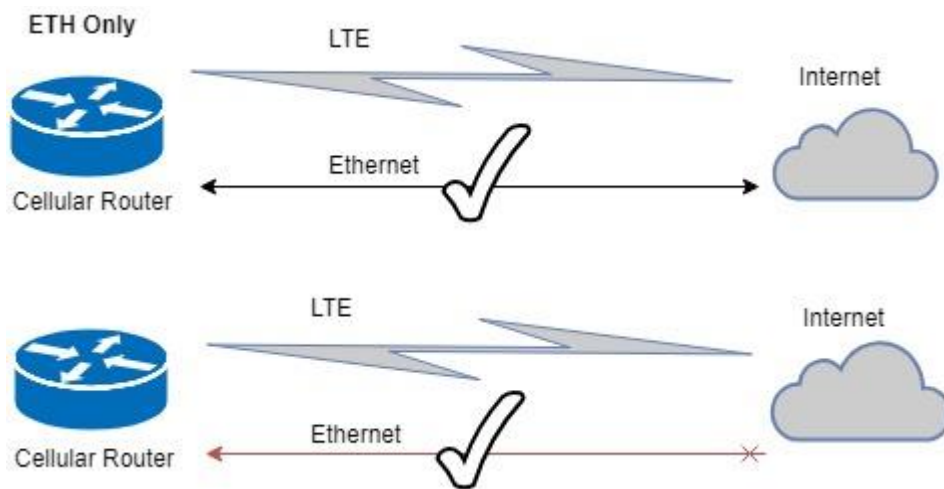 ETH Only
LTE
Internet
Ethernet
Cellular Router
LTE
Internet
Ethernet
Cellular Router